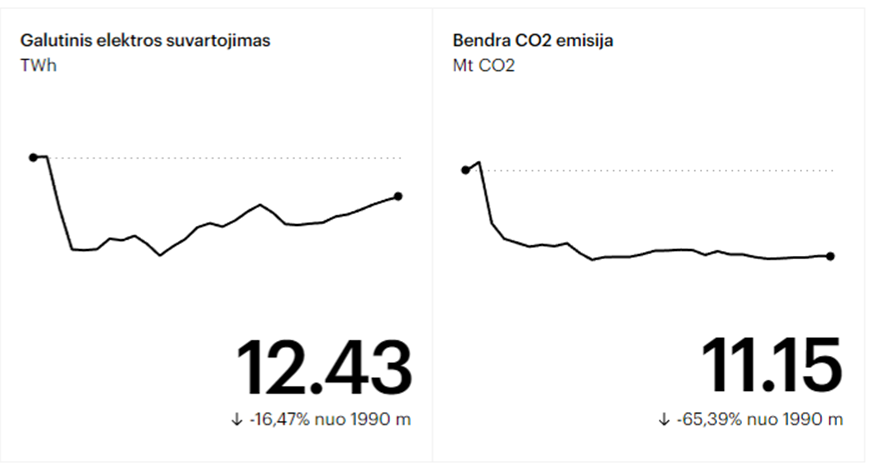 Galutinis elektros suvartojimas
TWh
12.43
↓ -16,47% nuo 1990 m
Bendra CO2 emisija
Mt CO2
11.15
↓ -65,39% nuo 1990 m